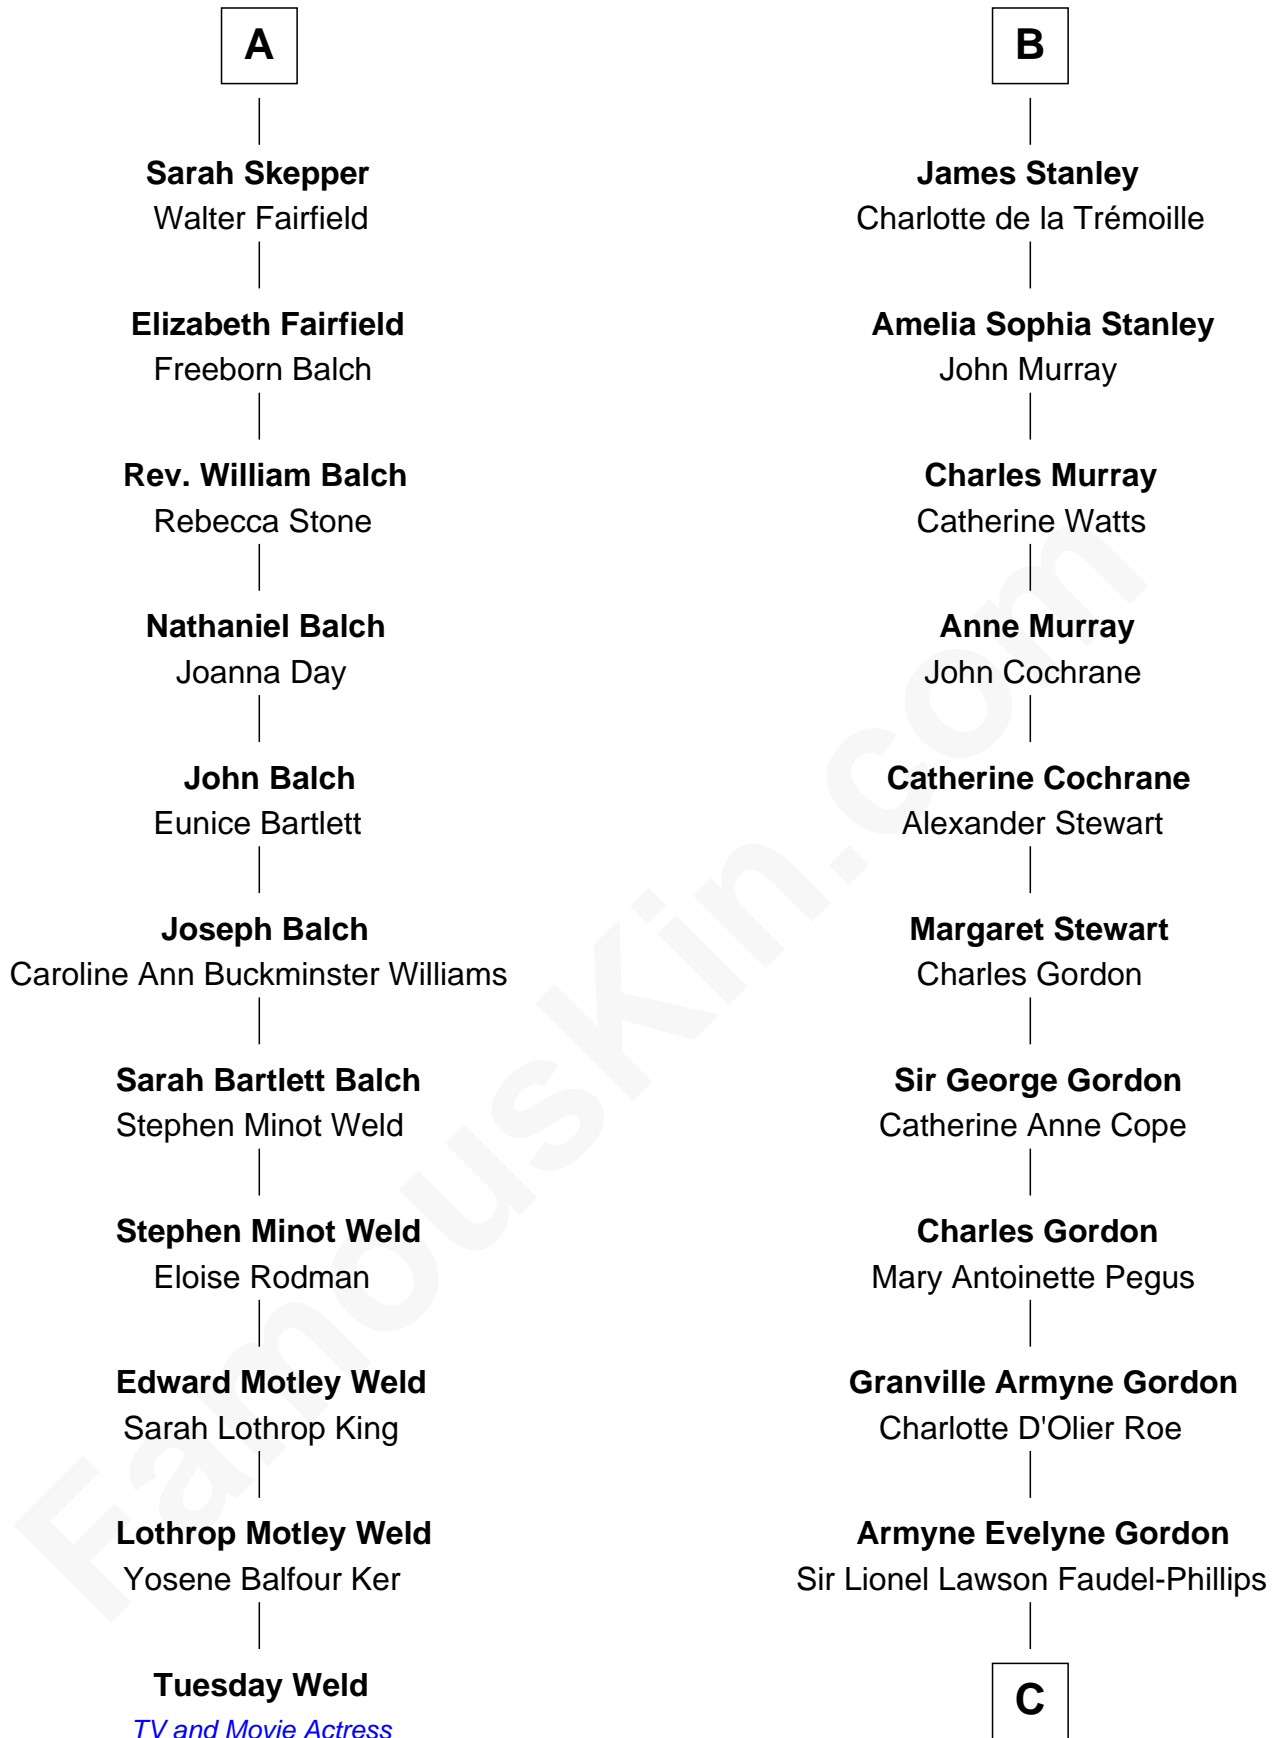 A
Sarah Skepper
Walter Fairfield
Elizabeth Fairfield
Freeborn Balch
Rev. William Balch
Rebecca Stone
Nathaniel Balch
Joanna Day
John Balch
Eunice Bartlett
Joseph Balch
Caroline Ann Buckminster Williams
Sarah Bartlett Balch
Stephen Minot Weld
Stephen Minot Weld
Eloise Rodman
Edward Motley Weld
Sarah Lothrop King
Lothrop Motley Weld
Yosene Balfour Ker
Tuesday Weld
TV and Movie Actress
B
James Stanley
Charlotte de la Trémoille
Amelia Sophia Stanley
John Murray
Charles Murray
Catherine Watts
Anne Murray
John Cochrane
Catherine Cochrane
Alexander Stewart
Margaret Stewart
Charles Gordon
Sir George Gordon
Catherine Anne Cope
Charles Gordon
Mary Antoinette Pegus
Granville Armyne Gordon
Charlotte D'Olier Roe
Armyne Evelyne Gordon
Sir Lionel Lawson Faudel-Phillips
C
FamousKin.com